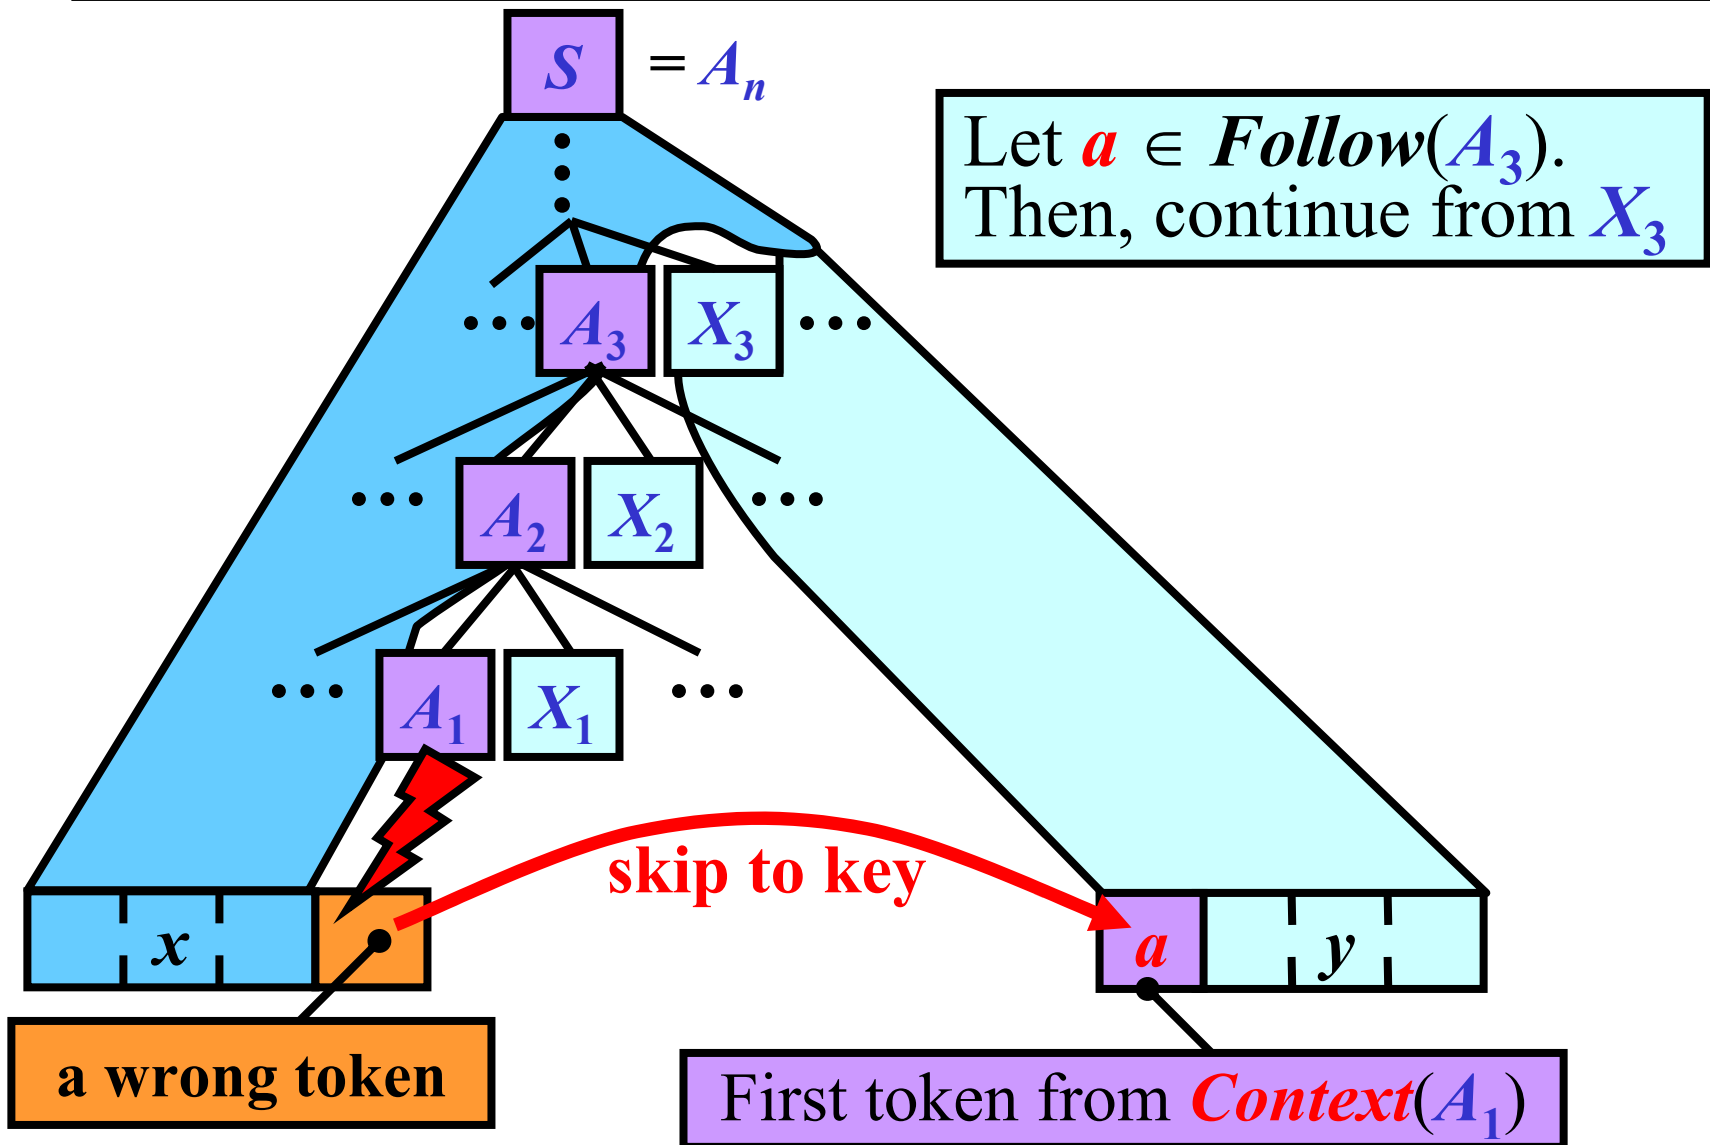 S = Aₙ
Let a ∈ Follow(A₃).
Then, continue from X₃
••• A₃ X₃ •••
••• A₂ X₂ •••
••• A₁ X₁ •••
skip to key
x
a y
a wrong token
First token from Context(A₁)